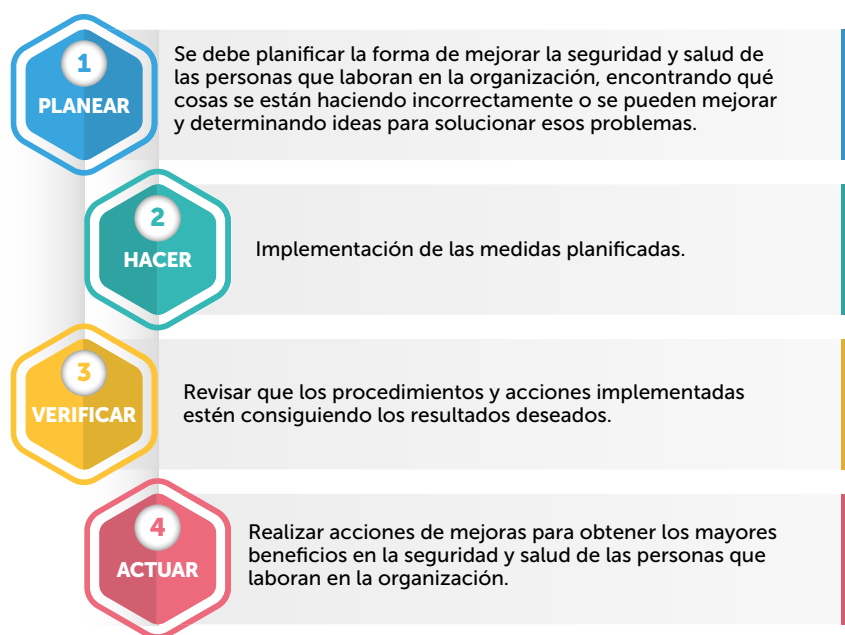 1
PLANEAR
Se debe planificar la forma de mejorar la seguridad y salud de
las personas que laboran en la organización, encontrando qué
cosas se están haciendo incorrectamente o se pueden mejorar
y determinando ideas para solucionar esos problemas.
2
HACER
Implementación de las medidas planificadas.
3
VERIFICAR
Revisar que los procedimientos y acciones implementadas
estén consiguiendo los resultados deseados.
4
ACTUAR
Realizar acciones de mejoras para obtener los mayores
beneficios en la seguridad y salud de las personas que
laboran en la organización.